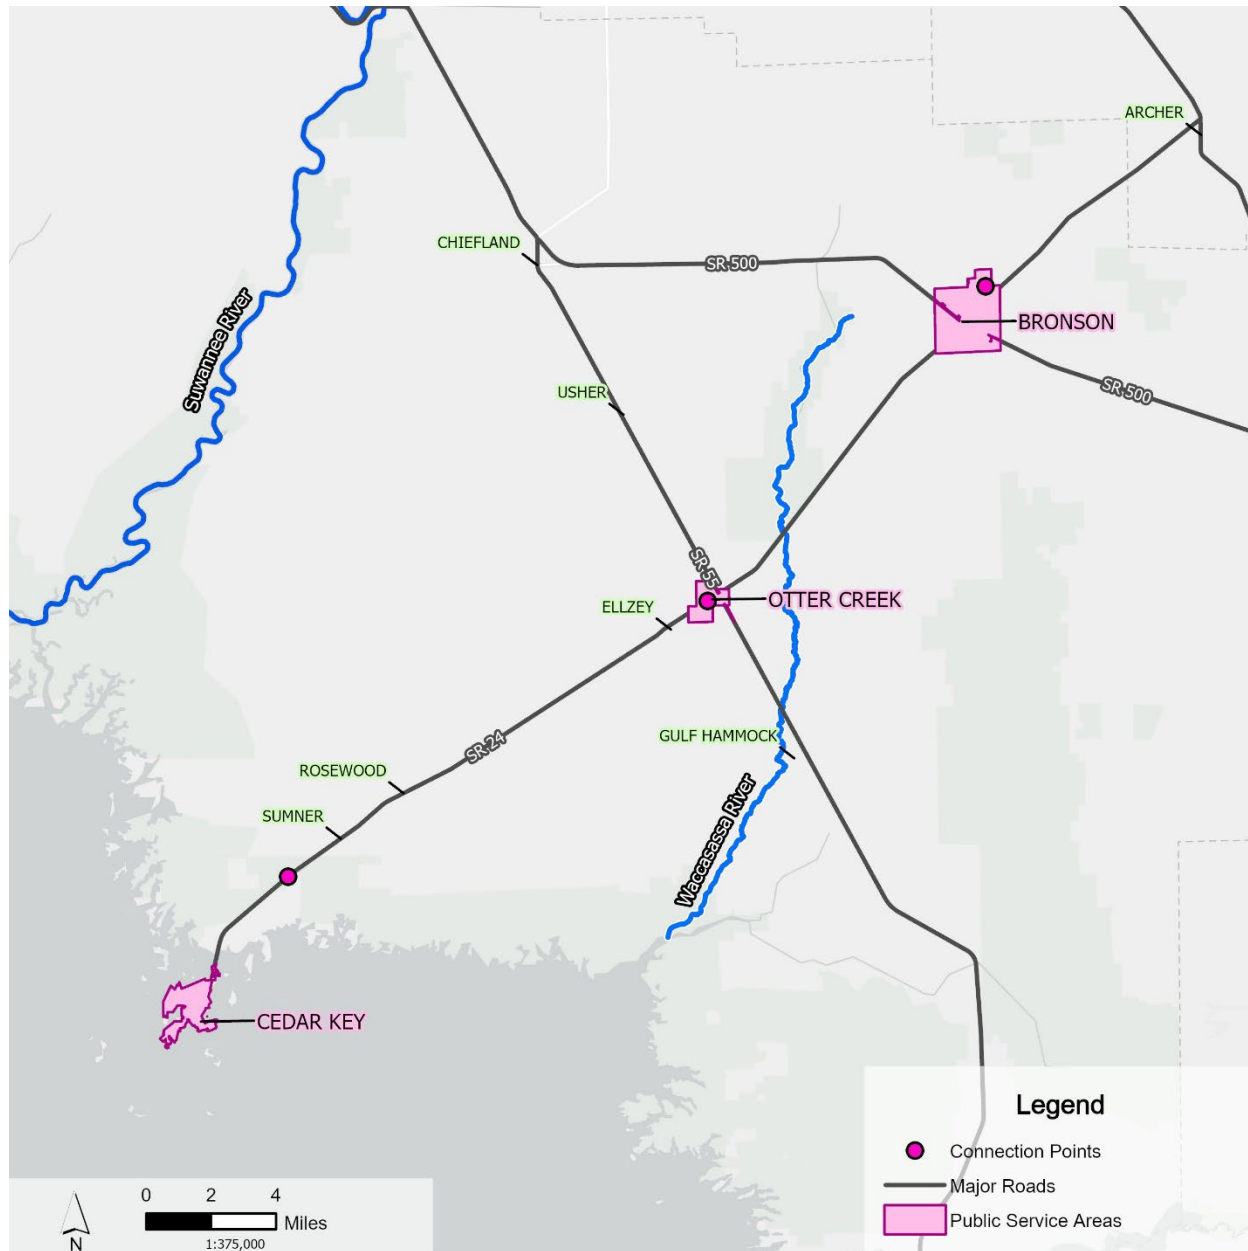 ARCHER
CHIEFLAND
SR 500
Suwannee River
BRONSON
USHER
SR 500
SR 55
OTTER CREEK
ELLZEY
GULF HAMMOCK
SR 24
ROSEWOOD
SUMNER
Waccasassa River
CEDAR KEY
Legend
Connection Points
Major Roads
Public Service Areas
0 2 4
Miles
1:375,000
N